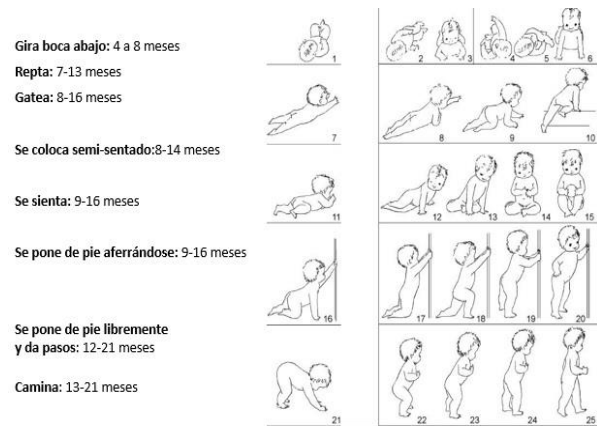 Gira boca abajo: 4 a 8 meses
Repta: 7-13 meses
Gatea: 8-16 meses
Se coloca semi-sentado:8-14 meses
Se sienta: 9-16 meses
Se pone de pie aferrándose: 9-16 meses
Se pone de pie libremente
y da pasos: 12-21 meses
Camina: 13-21 meses
1 2 3 4 5 6
7 8 9 10
11 12 13 14 15
16 17 18 19 20
21 22 23 24 25